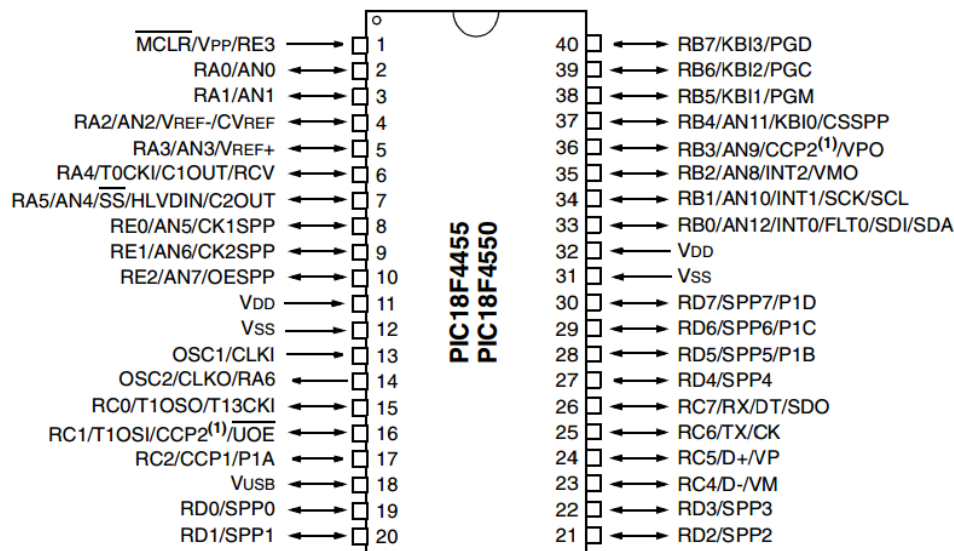 MCLR/VPP/RE3 1
RA0/AN0 2
RA1/AN1 3
RA2/AN2/VREF-/CVREF 4
RA3/AN3/VREF+ 5
RA4/T0CKI/C1OUT/RCV 6
RA5/AN4/SS/HLVDIN/C2OUT 7
RE0/AN5/CK1SPP 8
RE1/AN6/CK2SPP 9
RE2/AN7/OESPP 10
VDD 11
VSS 12
OSC1/CLKI 13
OSC2/CLKO/RA6 14
RC0/T1OSO/T13CKI 15
RC1/T1OSI/CCP2(1)/UOE 16
RC2/CCP1/P1A 17
VUSB 18
RD0/SPP0 19
RD1/SPP1 20
PIC18F4455
PIC18F4550
40 RB7/KBI3/PGD
39 RB6/KBI2/PGC
38 RB5/KBI1/PGM
37 RB4/AN11/KBI0/CSSPP
36 RB3/AN9/CCP2(1)/VPO
35 RB2/AN8/INT2/VMO
34 RB1/AN10/INT1/SCK/SCL
33 RB0/AN12/INT0/FLT0/SDI/SDA
32 VDD
31 VSS
30 RD7/SPP7/P1D
29 RD6/SPP6/P1C
28 RD5/SPP5/P1B
27 RD4/SPP4
26 RC7/RX/DT/SDO
25 RC6/TX/CK
24 RC5/D+/VP
23 RC4/D-/VM
22 RD3/SPP3
21 RD2/SPP2